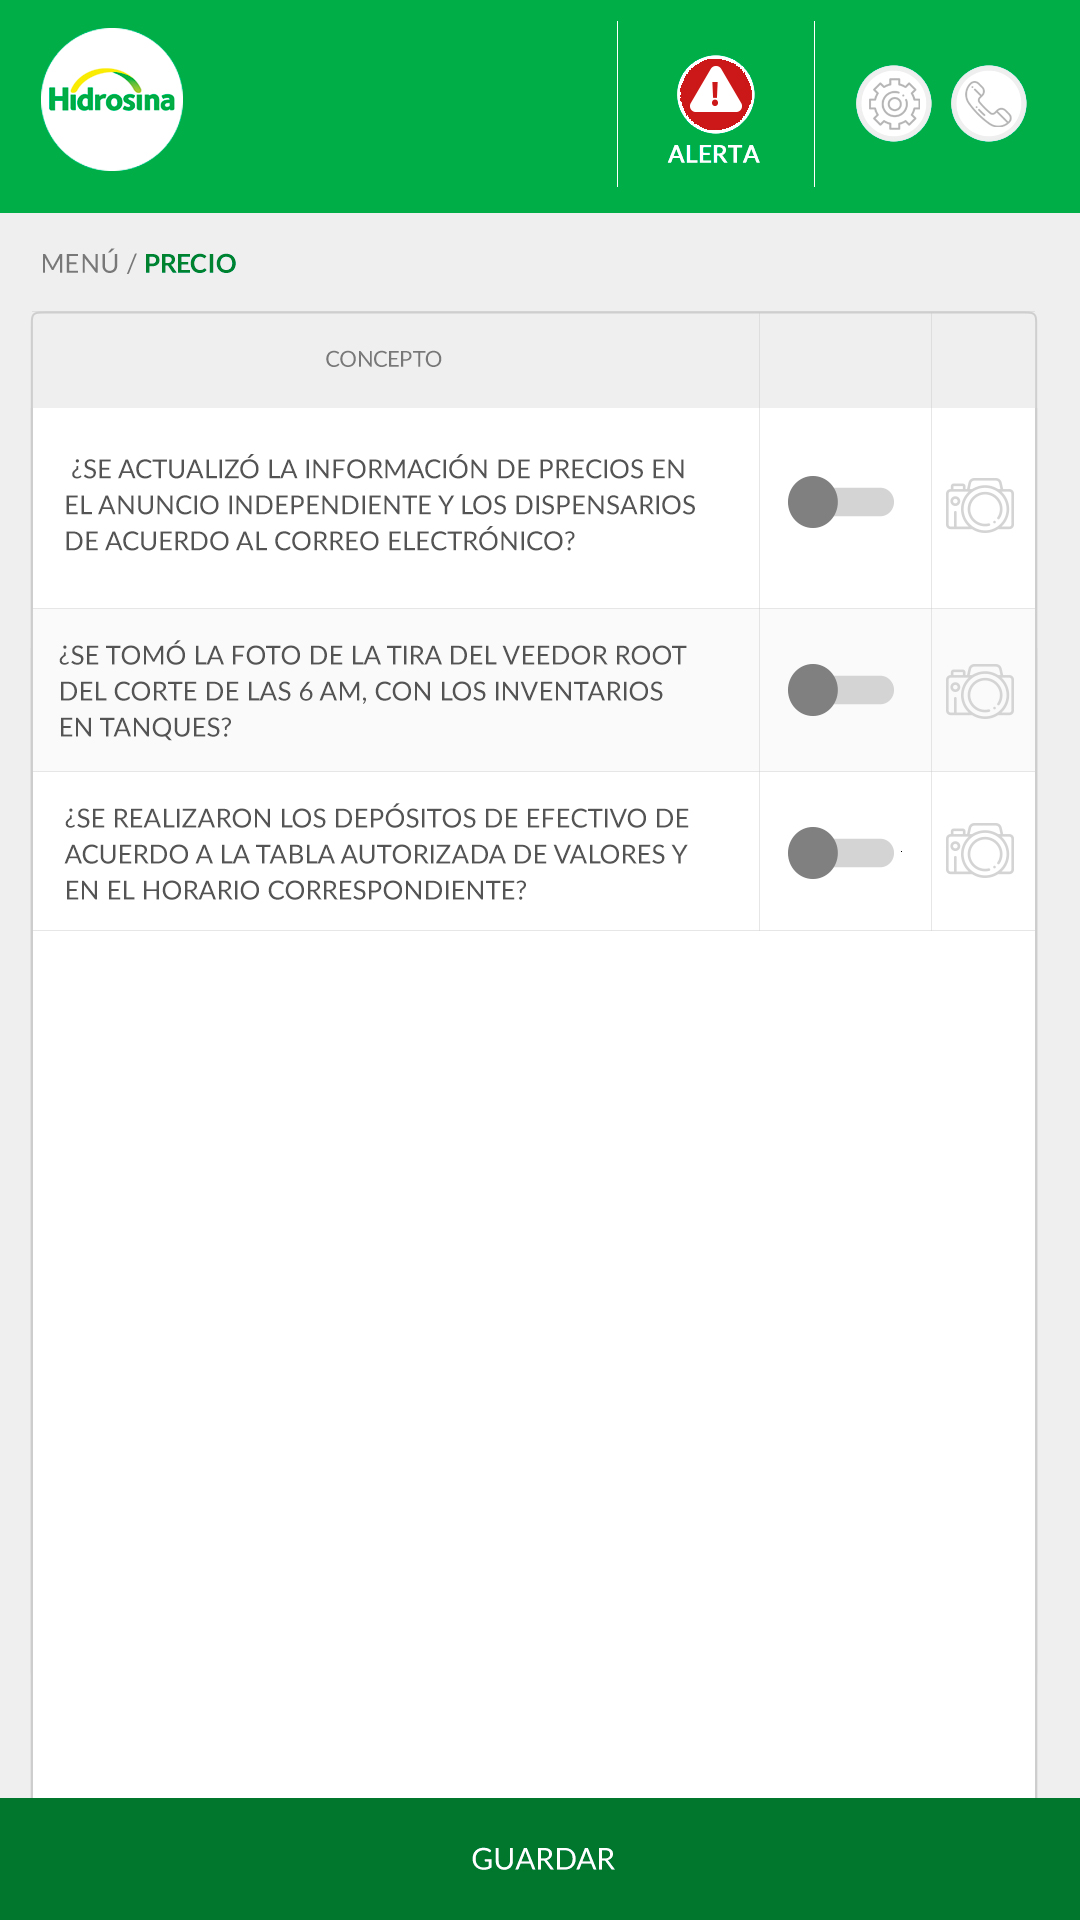 Hidrosina
!
ALERTA
MENÚ / PRECIO
CONCEPTO
¿SE ACTUALIZÓ LA INFORMACIÓN DE PRECIOS EN
EL ANUNCIO INDEPENDIENTE Y LOS DISPENSARIOS
DE ACUERDO AL CORREO ELECTRÓNICO?
¿SE TOMÓ LA FOTO DE LA TIRA DEL VEEDOR ROOT
DEL CORTE DE LAS 6 AM, CON LOS INVENTARIOS
EN TANQUES?
¿SE REALIZARON LOS DEPÓSITOS DE EFECTIVO DE
ACUERDO A LA TABLA AUTORIZADA DE VALORES Y
EN EL HORARIO CORRESPONDIENTE?
GUARDAR